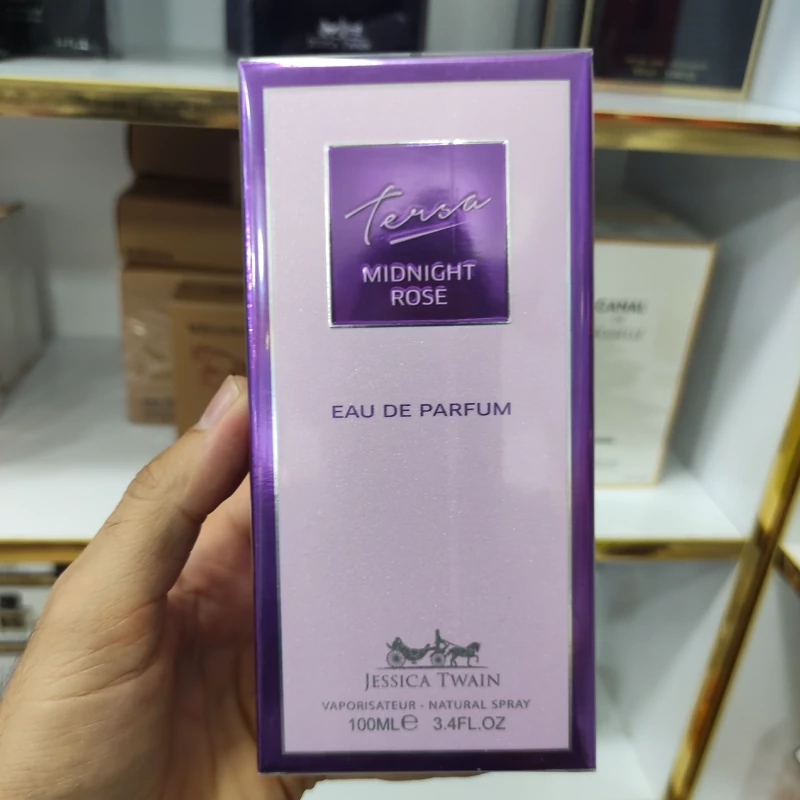 Tersa
MIDNIGHT
ROSE
EAU DE PARFUM
JESSICA TWAIN
VAPORISATEUR - NATURAL SPRAY
100ML℮ 3.4FL.OZ